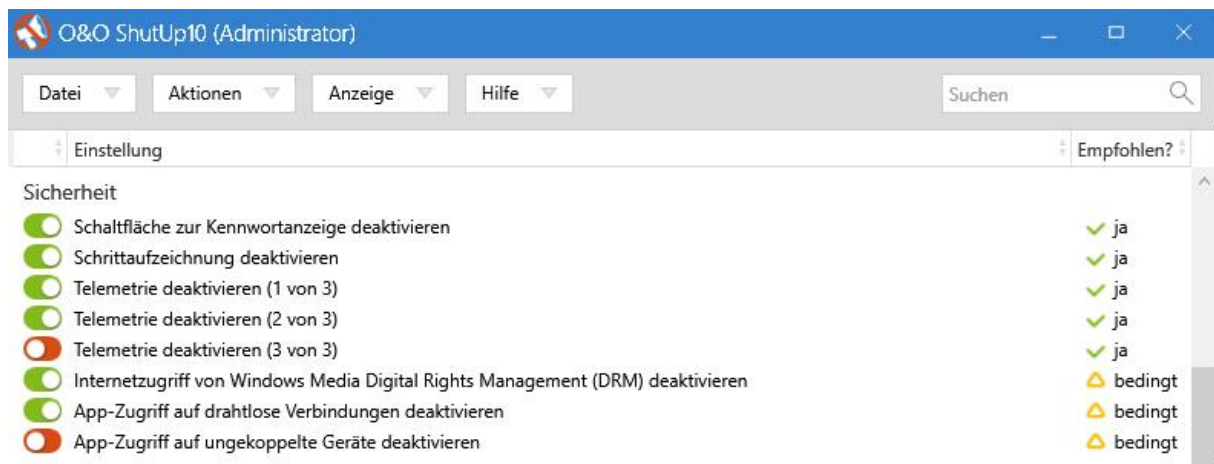 O&O ShutUp10 (Administrator)
Datei Aktionen Anzeige Hilfe Suchen
Einstellung Empfohlen?
Sicherheit
Schaltfläche zur Kennwortanzeige deaktivieren ja
Schrittaufzeichnung deaktivieren ja
Telemetrie deaktivieren (1 von 3) ja
Telemetrie deaktivieren (2 von 3) ja
Telemetrie deaktivieren (3 von 3) ja
Internetzugriff von Windows Media Digital Rights Management (DRM) deaktivieren bedingt
App-Zugriff auf drahtlose Verbindungen deaktivieren bedingt
App-Zugriff auf ungekoppelte Geräte deaktivieren bedingt